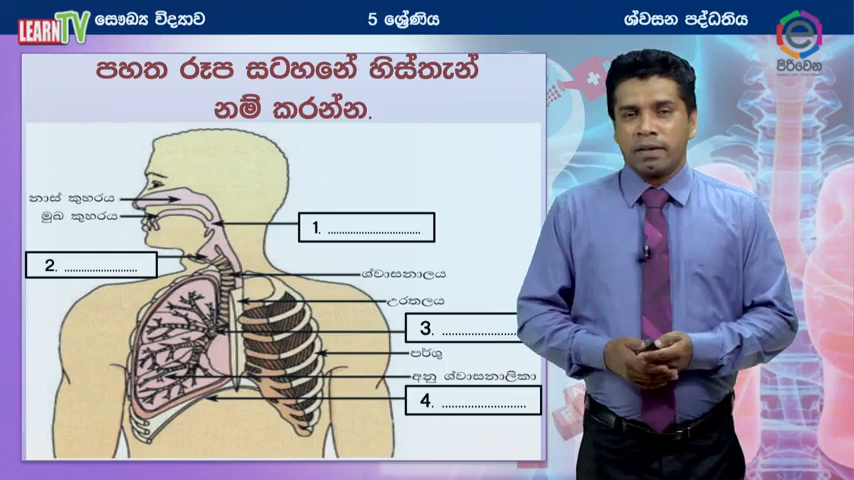 LEARN TV
සෞඛ්‍ය විද්‍යාව
5 ශ්‍රේණිය
ශ්වසන පද්ධතිය
පිරිවෙන
පහත රූප සටහනේ හිස්තැන්
නම් කරන්න.
නාස් කුහරය
මුඛ කුහරය
1. ................................
2. .........................
ශ්වාසනාලය
උරතලය
3. ..........................
පර්ශු
අනු ශ්වාසනාලිකා
4. ............................